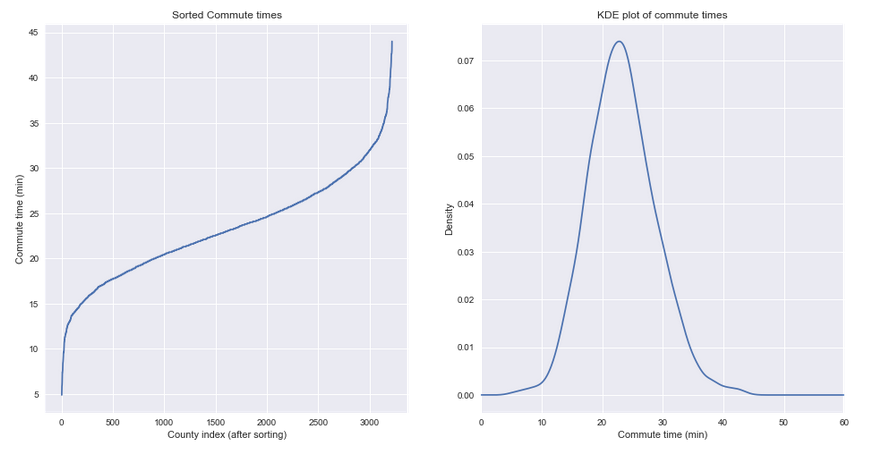 Sorted Commute times
45
40
35
30
25
20
15
10
5
Commute time (min)
0 500 1000 1500 2000 2500 3000
County index (after sorting)
KDE plot of commute times
0.07
0.06
0.05
0.04
0.03
0.02
0.01
0.00
Density
0 10 20 30 40 50 60
Commute time (min)